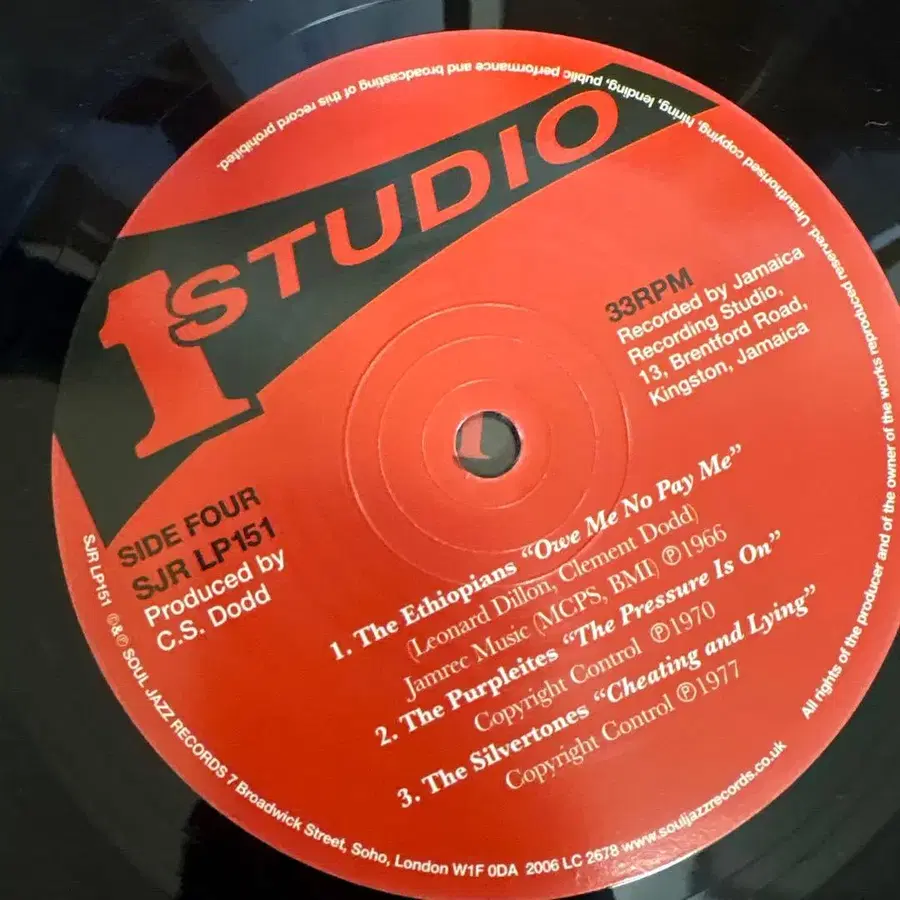 1 STUDIO
33RPM
Recorded by Jamaica
Recording Studio,
13, Brentford Road,
Kingston, Jamaica
SIDE FOUR
SJR LP151
Produced by
C.S. Dodd
1. The Ethiopians “Owe Me No Pay Me”
(Leonard Dillon, Clement Dodd)
Jamrec Music (MCPS, BMI) ℗1966
2. The Purpleites “The Pressure Is On”
Copyright Control ℗1970
3. The Silvertones “Cheating and Lying”
Copyright Control ℗1977
SJR LP151 ©&℗ SOUL JAZZ RECORDS 7 Broadwick Street, Soho, London W1F 0DA 2006 LC 2678 www.souljazzrecords.co.uk
All rights of the producer and of the owner of the works reproduced reserved. Unauthorised copying, hiring, lending, public performance and broadcasting of this record prohibited.